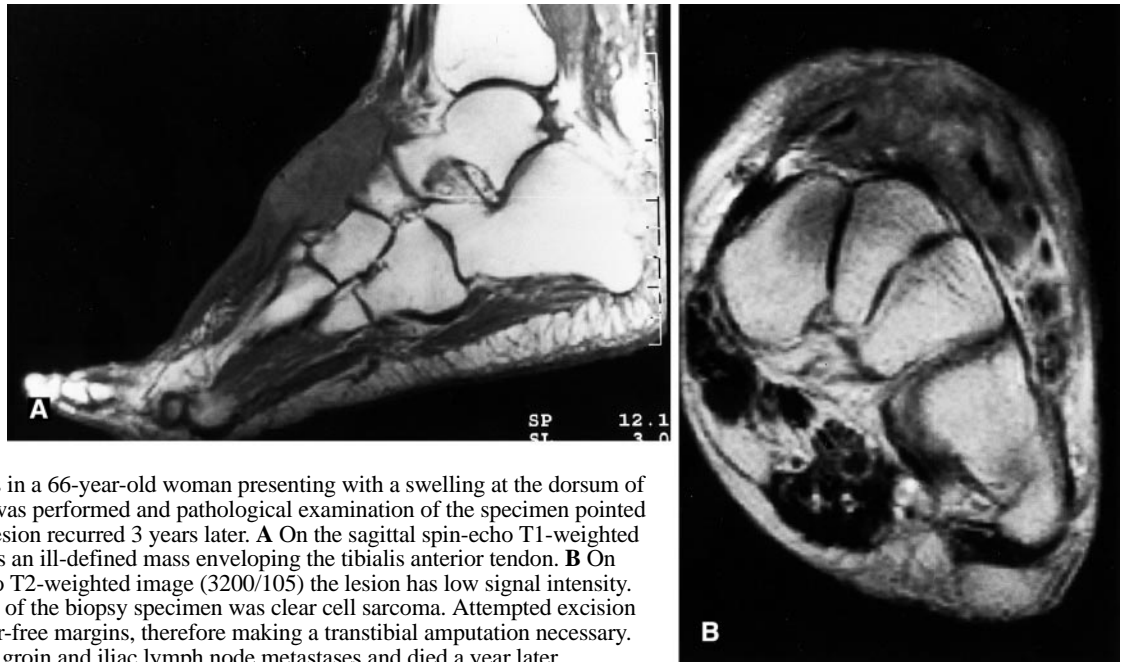 A
SP 12.1
SL 3.0
B
s in a 66-year-old woman presenting with a swelling at the dorsum of
was performed and pathological examination of the specimen pointed
esion recurred 3 years later. A On the sagittal spin-echo T1-weighted
s an ill-defined mass enveloping the tibialis anterior tendon. B On
o T2-weighted image (3200/105) the lesion has low signal intensity.
of the biopsy specimen was clear cell sarcoma. Attempted excision
r-free margins, therefore making a transtibial amputation necessary.
groin and iliac lymph node metastases and died a year later